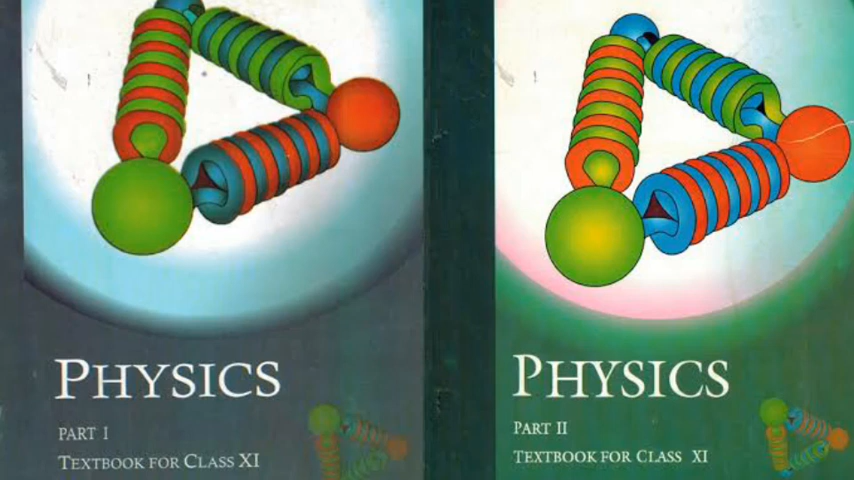 PHYSICS
PART I
TEXTBOOK FOR CLASS XI
PHYSICS
PART II
TEXTBOOK FOR CLASS XI